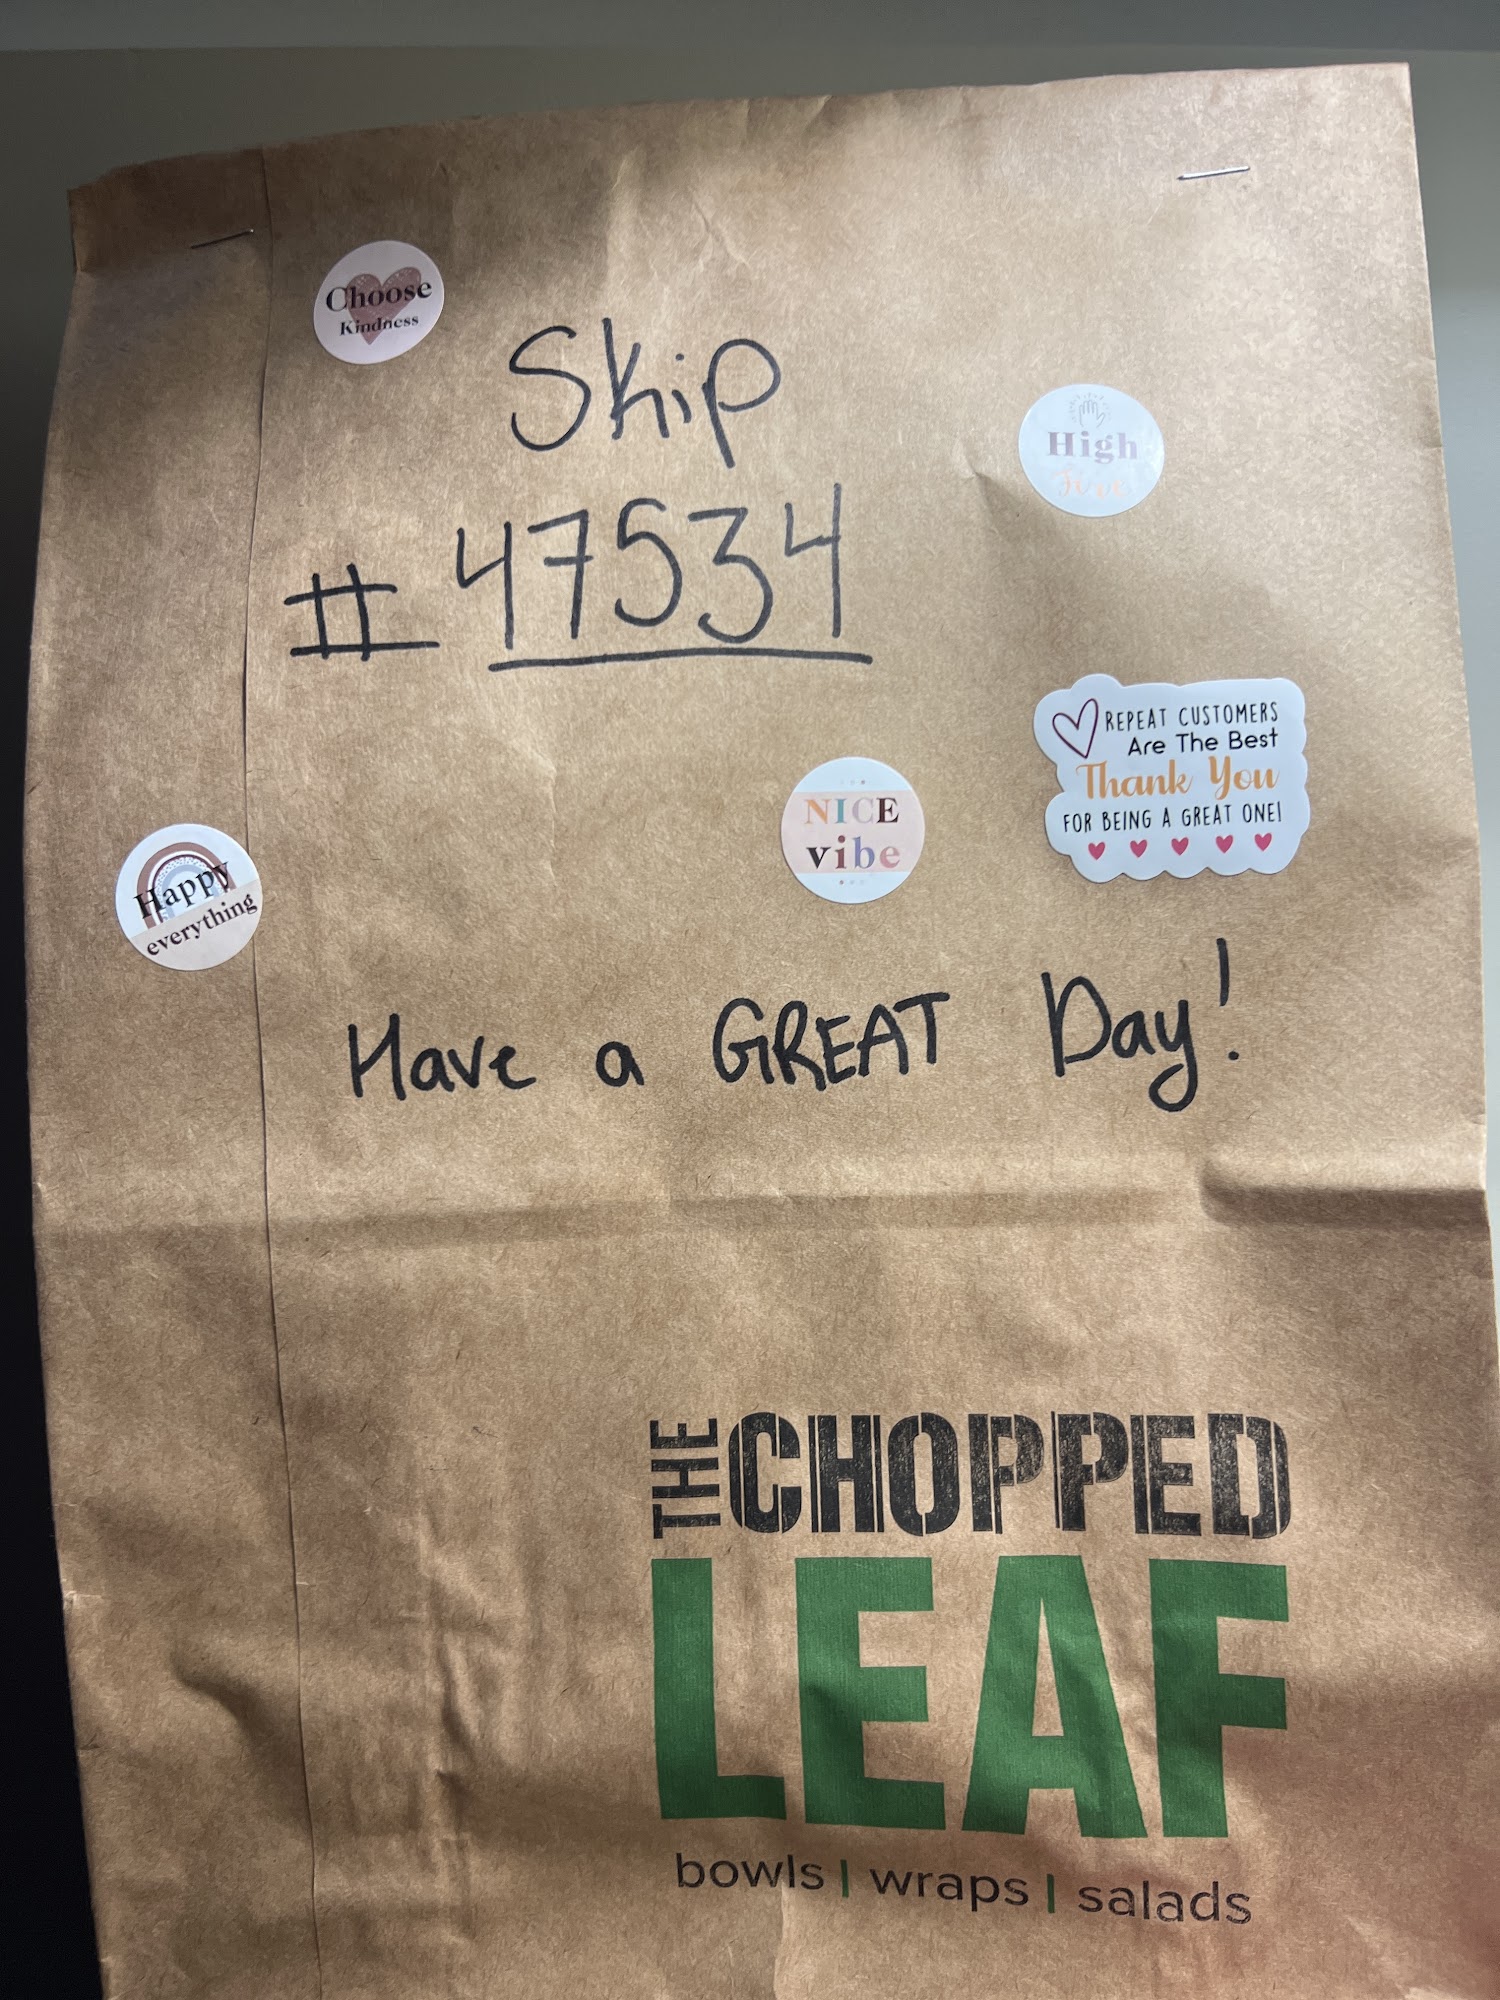 Choose
Kindness
Skip
High
Five
# 47534
REPEAT CUSTOMERS
Are The Best
Thank You
FOR BEING A GREAT ONE!
NICE
vibe
Happy
everything
Have a GREAT Day!
THE CHOPPED
LEAF
bowls | wraps | salads